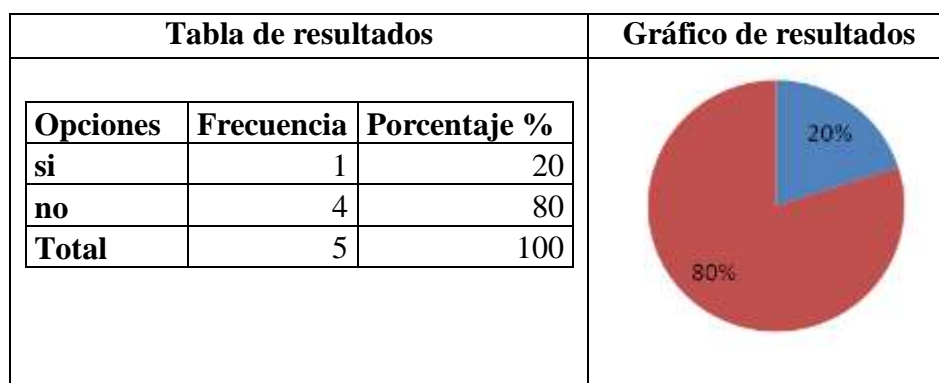 Tabla de resultados
Gráfico de resultados
Opciones Frecuencia Porcentaje %
si 1 20
no 4 80
Total 5 100
20%
80%